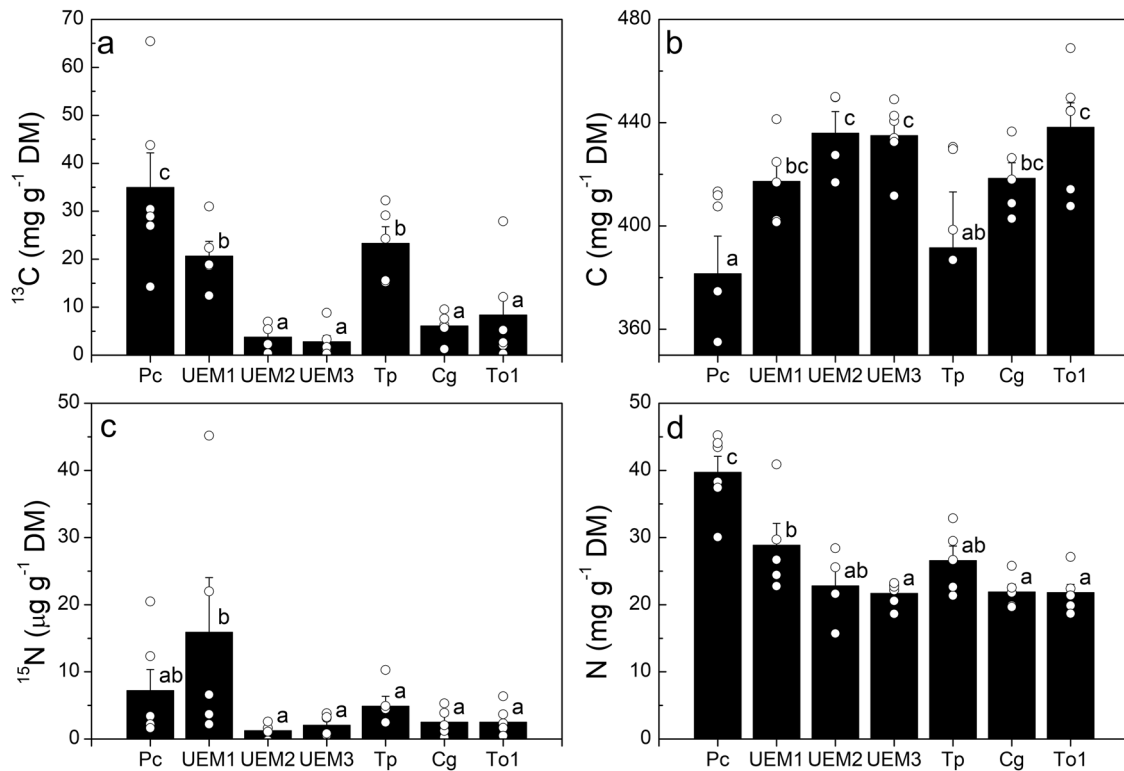 a
¹³C (mg g⁻¹ DM)
70
60
50
40
30
20
10
0
c
b
a
a
b
a
a
Pc UEM1 UEM2 UEM3 Tp Cg To1
b
C (mg g⁻¹ DM)
480
440
400
360
a
bc
c
c
ab
bc
c
Pc UEM1 UEM2 UEM3 Tp Cg To1
c
¹⁵N (µg g⁻¹ DM)
50
40
30
20
10
0
ab
b
a
a
a
a
a
Pc UEM1 UEM2 UEM3 Tp Cg To1
d
N (mg g⁻¹ DM)
50
40
30
20
10
0
c
b
ab
a
ab
a
a
Pc UEM1 UEM2 UEM3 Tp Cg To1